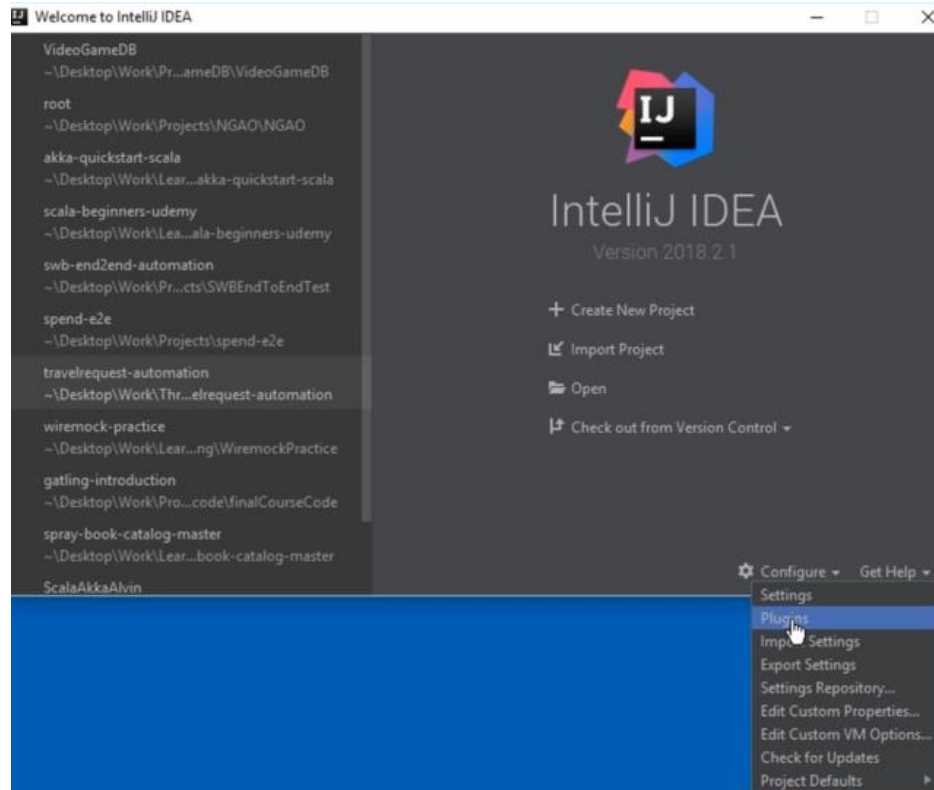 Welcome to IntelliJ IDEA
VideoGameDB
~\Desktop\Work\Pr...ameDB\VideoGameDB
root
~\Desktop\Work\Projects\NGAO\NGAO
akka-quickstart-scala
~\Desktop\Work\Lear...akka-quickstart-scala
scala-beginners-udemy
~\Desktop\Work\Lea...ala-beginners-udemy
swb-end2end-automation
~\Desktop\Work\Pr...cts\SWBEndToEndTest
spend-e2e
~\Desktop\Work\Projects\spend-e2e
travelrequest-automation
~\Desktop\Work\Thr...elrequest-automation
wiremock-practice
~\Desktop\Work\Lear...ng\WiremockPractice
gatling-introduction
~\Desktop\Work\Pro...code\finalCourseCode
spray-book-catalog-master
~\Desktop\Work\Lear...book-catalog-master
ScalaAkkaAlvin
IJ
IntelliJ IDEA
Version 2018.2.1
Create New Project
Import Project
Open
Check out from Version Control
Configure
Get Help
Settings
Plugins
Import Settings
Export Settings
Settings Repository...
Edit Custom Properties...
Edit Custom VM Options...
Check for Updates
Project Defaults